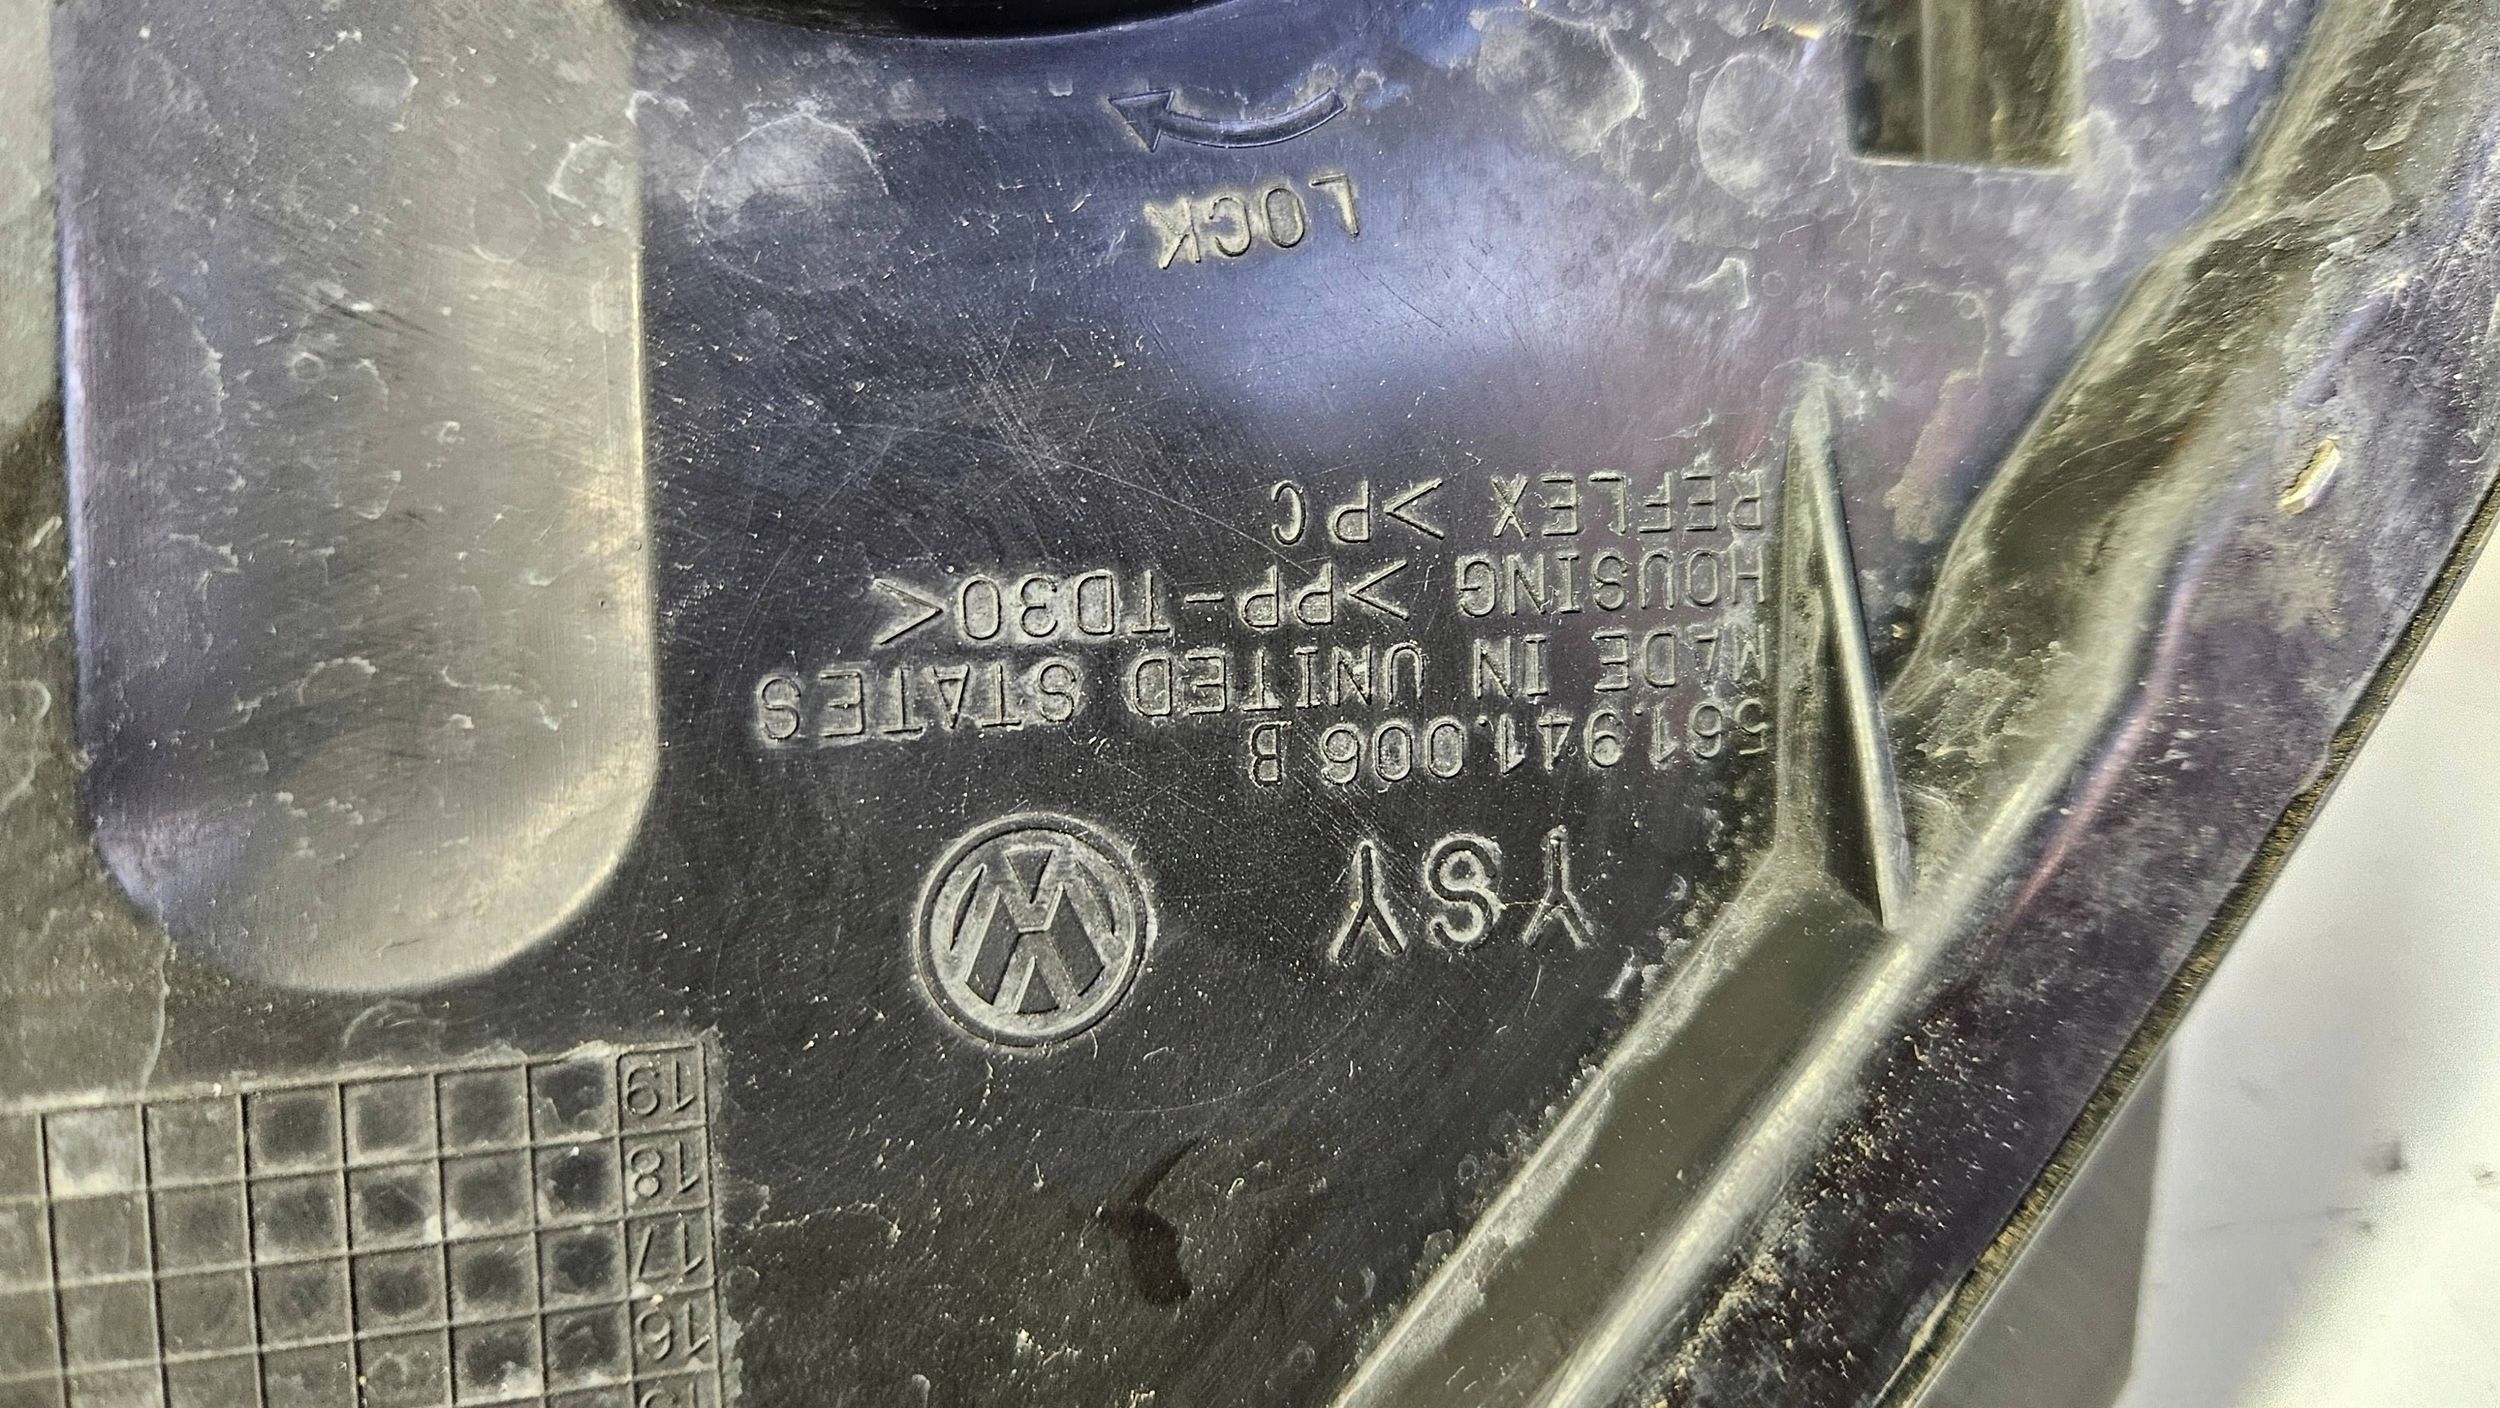 16
17
18
19
YSY
561.941.006 B
MADE IN UNITED STATES
HOUSING >PP-TD30<
REFLEX >PC
LOCK